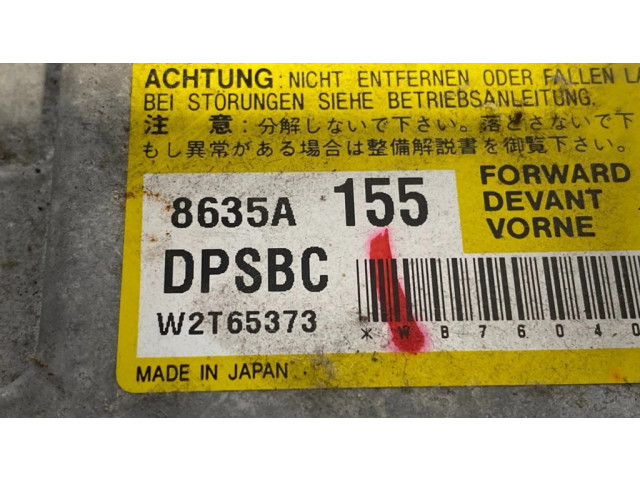 ACHTUNG: NICHT ENTFERNEN ODER FALLEN LA
BEI STÖRUNGEN SIEHE BETRIEBSANLEITUNG.
注 意:分解しないで下さい。落とさないで下
もし異常がある場合は整備解説書を御覧下さい。
8635A 155
FORWARD
DEVANT
VORNE
DPSBC
W2T65373
*WB76040
MADE IN JAPAN